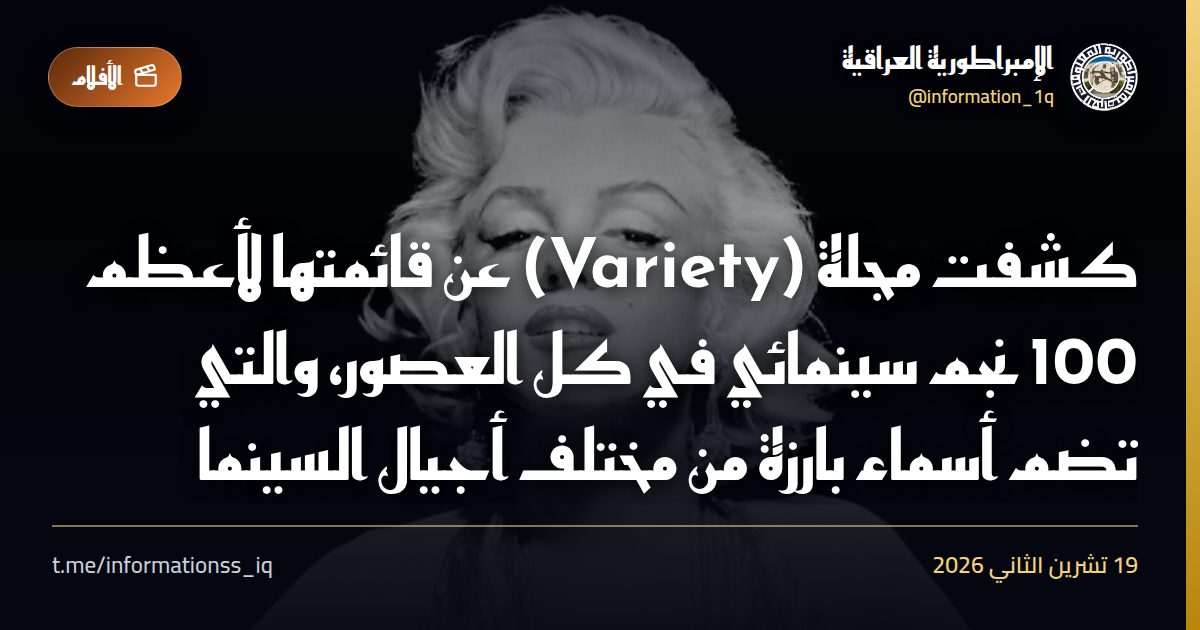 الإمبراطورية العراقية
@information_1q
الأفلام
كشفت مجلة (Variety) عن قائمتها لأعظم
100 نجم سينمائي في كل العصور، والتي
تضم أسماء بارزة من مختلف أجيال السينما
19 تشرين الثاني 2026
t.me/informationss_iq